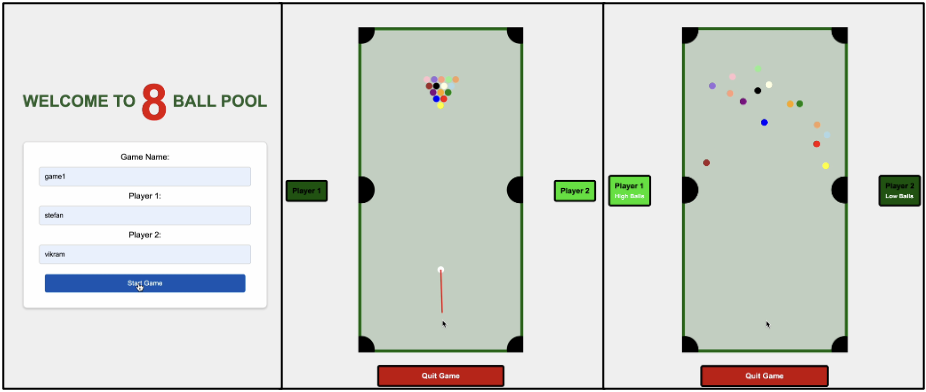 WELCOME TO 8 BALL POOL
Game Name:
game1
Player 1:
stefan
Player 2:
vikram
Start Game
Player 1
Player 2
Quit Game
Player 1
High Balls
Player 2
Low Balls
Quit Game